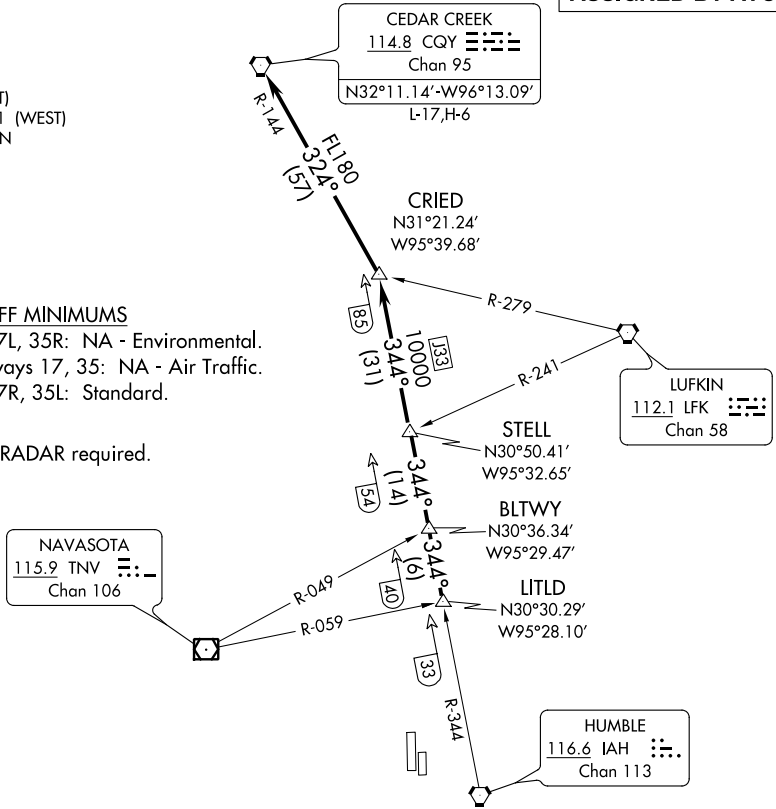 CEDAR CREEK
114.8 CQY
Chan 95
N32°11.14'-W96°13.09'
L-17,H-6
(WEST)
R-144
FL180
324°
(57)
CRIED
N31°21.24'
W95°39.68'
MINIMUMS
7L, 35R: NA - Environmental.
17, 35: NA - Air Traffic.
7R, 35L: Standard.
RADAR required.
85
10000
344°
(31)
J33
R-279
R-241
LUFKIN
112.1 LFK
Chan 58
STELL
N30°50.41'
W95°32.65'
54
344°
(14)
BLTWY
N30°36.34'
W95°29.47'
NAVASOTA
115.9 TNV
Chan 106
R-049
R-059
40
344°
(6)
LITLD
N30°30.29'
W95°28.10'
33
R-344
HUMBLE
116.6 IAH
Chan 113